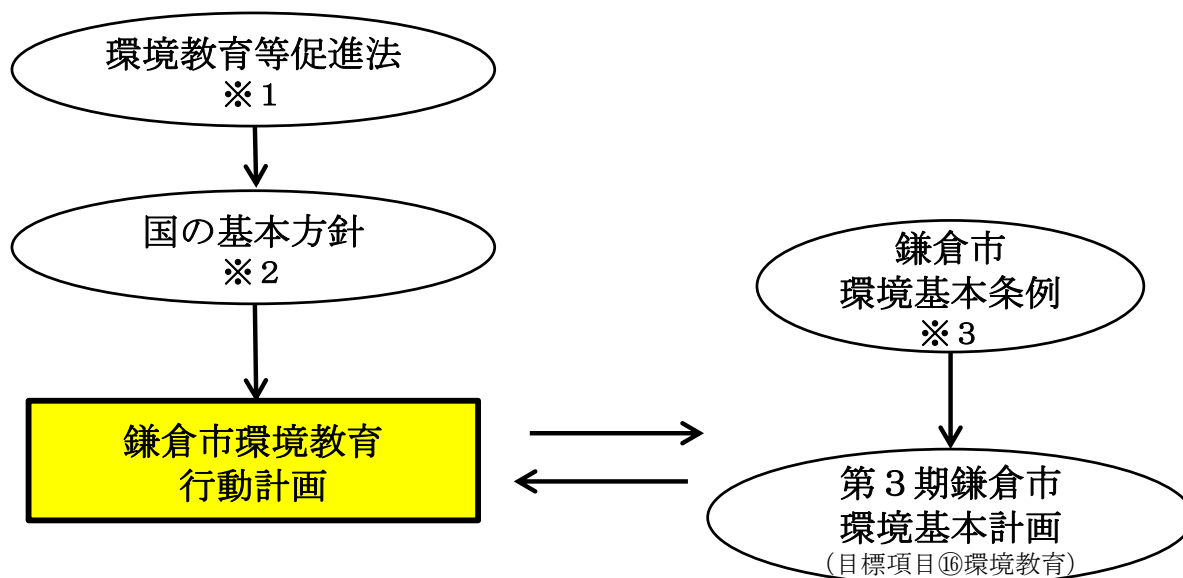 環境教育等促進法
※１
国の基本方針
※２
鎌倉市環境教育
行動計画
鎌倉市
環境基本条例
※３
第３期鎌倉市
環境基本計画
（目標項目⑯環境教育）